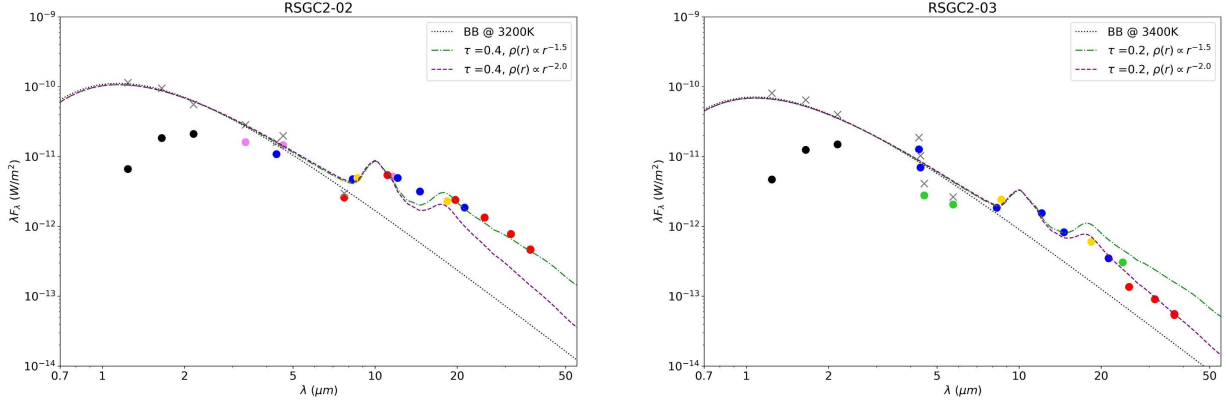 RSGC2-02
10⁻⁹
10⁻¹⁰
10⁻¹¹
10⁻¹²
10⁻¹³
10⁻¹⁴
λF_λ (W/m²)
BB @ 3200K
τ =0.4, ρ(r) ∝ r^{-1.5}
τ =0.4, ρ(r) ∝ r^{-2.0}
0.7 1 2 5 10 20 50
λ (μm)
RSGC2-03
10⁻⁹
10⁻¹⁰
10⁻¹¹
10⁻¹²
10⁻¹³
10⁻¹⁴
λF_λ (W/m²)
BB @ 3400K
τ =0.2, ρ(r) ∝ r^{-1.5}
τ =0.2, ρ(r) ∝ r^{-2.0}
0.7 1 2 5 10 20 50
λ (μm)